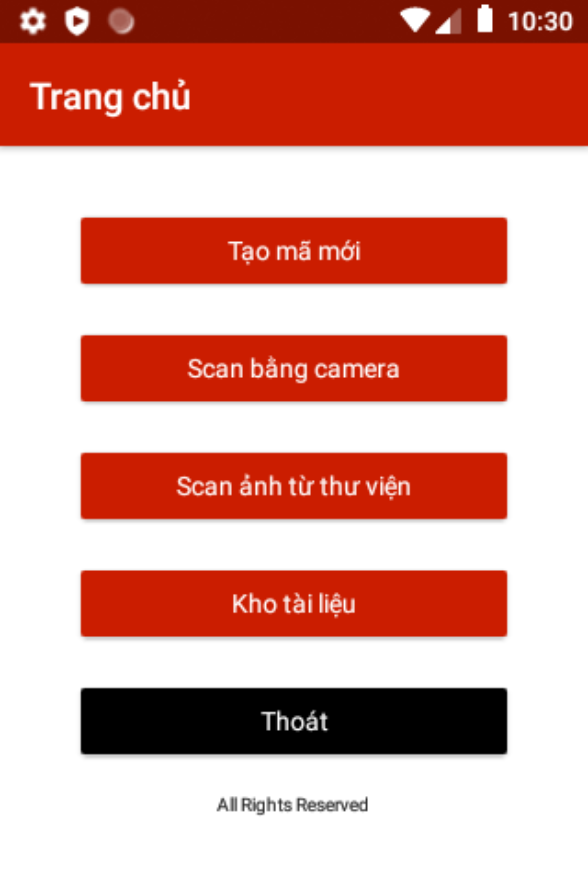 10:30
Trang chủ
Tạo mã mới
Scan bằng camera
Scan ảnh từ thư viện
Kho tài liệu
Thoát
All Rights Reserved